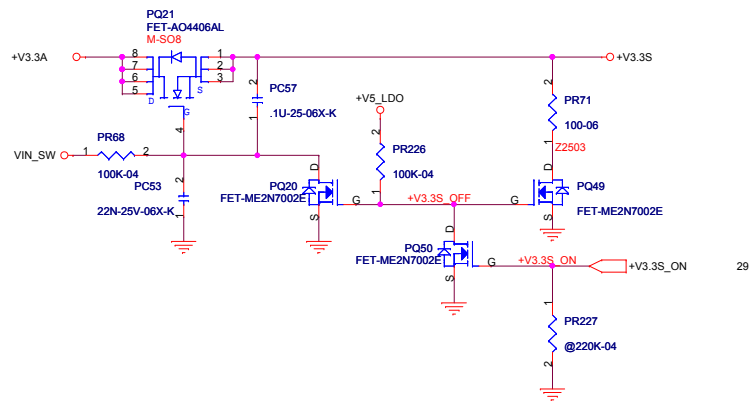 PQ21
FET-AO4406AL
M-SO8
+V3.3A
8
7
6
5
D
S
G
1
2
3
4
+V3.3S
2
PC57
.1U-25-06X-K
1
+V5_LDO
2
PR71
100-06
1
Z2503
VIN_SW
1
PR68
2
100K-04
2
PR226
100K-04
1
PC53
2
1
22N-25V-06X-K
PQ20
FET-ME2N7002E
D
S
G
+V3.3S_OFF
G
D
S
PQ49
FET-ME2N7002E
PQ50
FET-ME2N7002E
D
S
G
+V3.3S_ON
+V3.3S_ON
29
1
PR227
@220K-04
2